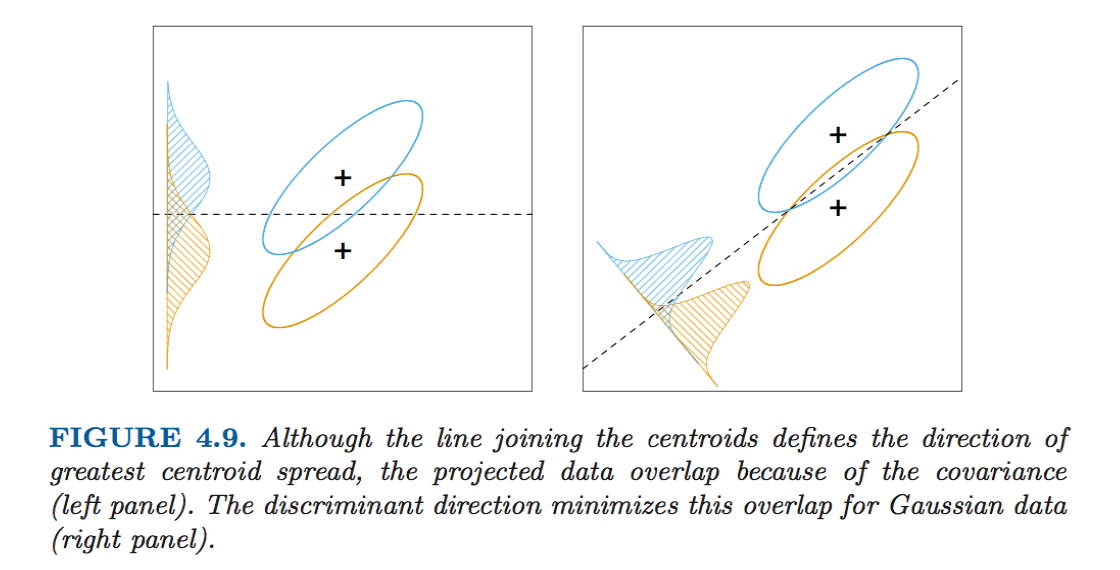 FIGURE 4.9. Although the line joining the centroids defines the direction of
greatest centroid spread, the projected data overlap because of the covariance
(left panel). The discriminant direction minimizes this overlap for Gaussian data
(right panel).